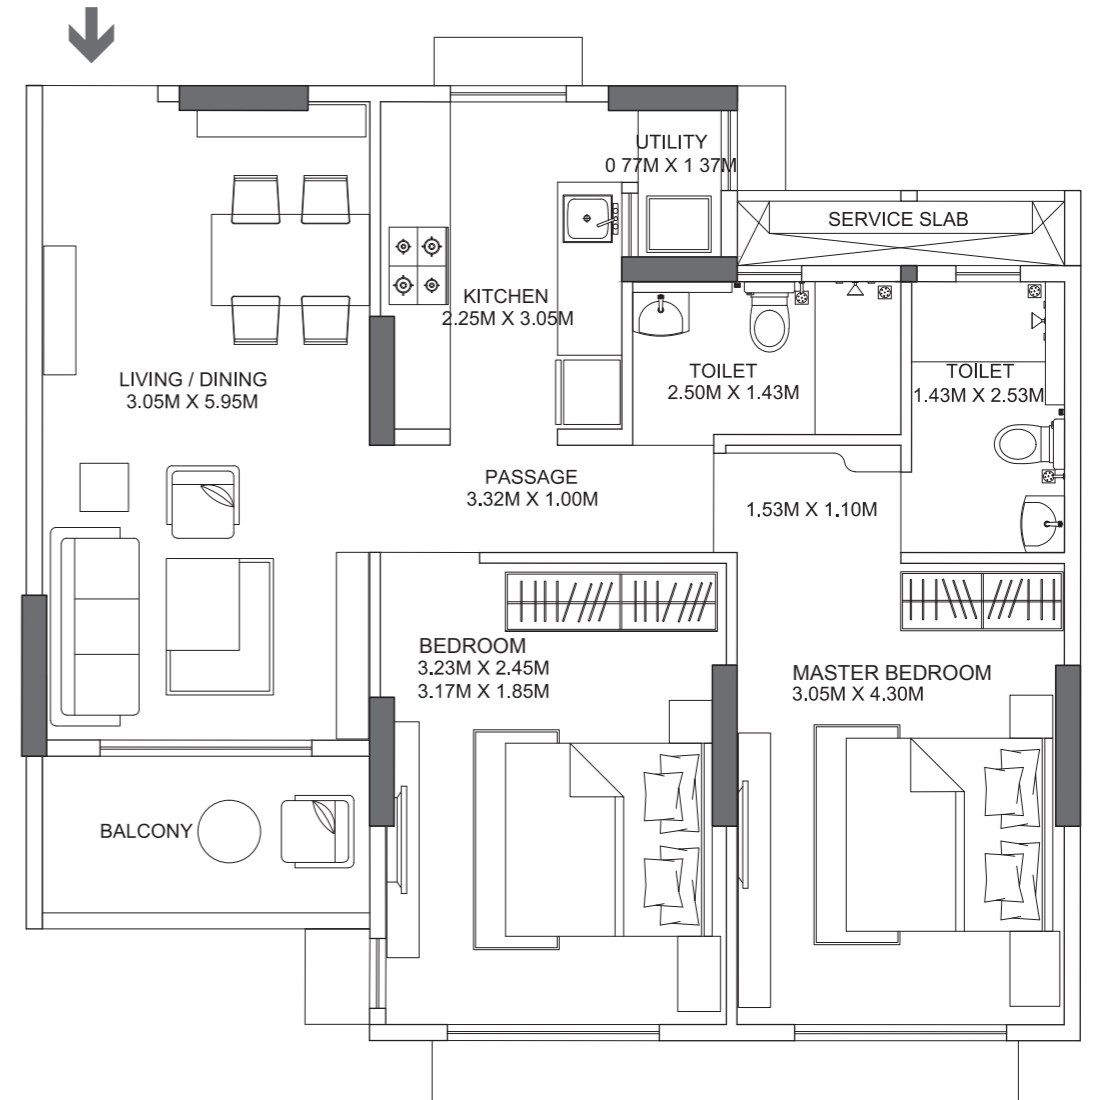 UTILITY
0 77M X 1 37M
SERVICE SLAB
KITCHEN
2.25M X 3.05M
LIVING / DINING
3.05M X 5.95M
TOILET
2.50M X 1.43M
TOILET
1.43M X 2.53M
PASSAGE
3.32M X 1.00M
1.53M X 1.10M
BEDROOM
3.23M X 2.45M
3.17M X 1.85M
MASTER BEDROOM
3.05M X 4.30M
BALCONY